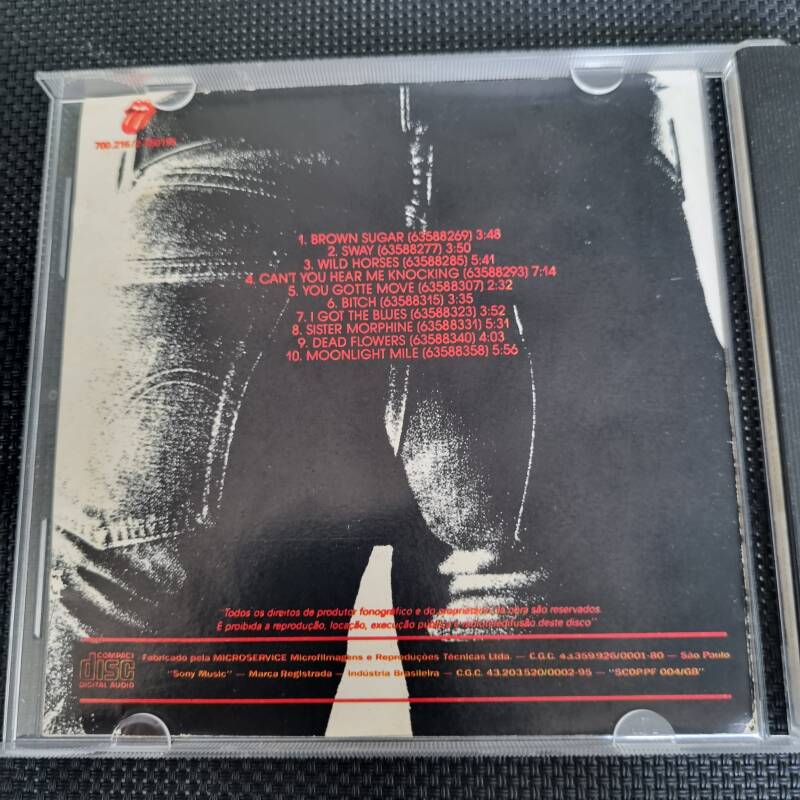 700.216/2-
1. BROWN SUGAR (63588269) 3:48
2. SWAY (63588277) 3:50
3. WILD HORSES (63588285) 5:41
4. CAN'T YOU HEAR ME KNOCKING (63588293) 7:14
5. YOU GOTTE MOVE (63588307) 2:32
6. BITCH (63588315) 3:35
7. I GOT THE BLUES (63588323) 3:52
8. SISTER MORPHINE (63588331) 5:31
9. DEAD FLOWERS (63588340) 4:03
10. MOONLIGHT MILE (63588358) 5:56
"Todos os direitos de produtor fonográfico e do proprietário da obra são reservados.
É proibida a reprodução, locação, execução pública e radioteledifusão deste disco"
COMPACT
disc
DIGITAL AUDIO
Fabricado pela MICROSERVICE Microfilmagens e Reproduções Técnicas Ltda. — C.G.C. 43.359.926/0001-80 — São Paulo
"Sony Music" — Marca Registrada — Indústria Brasileira — C.G.C. 43.203.520/0002-95 — "SCDP.PF 004/GB"